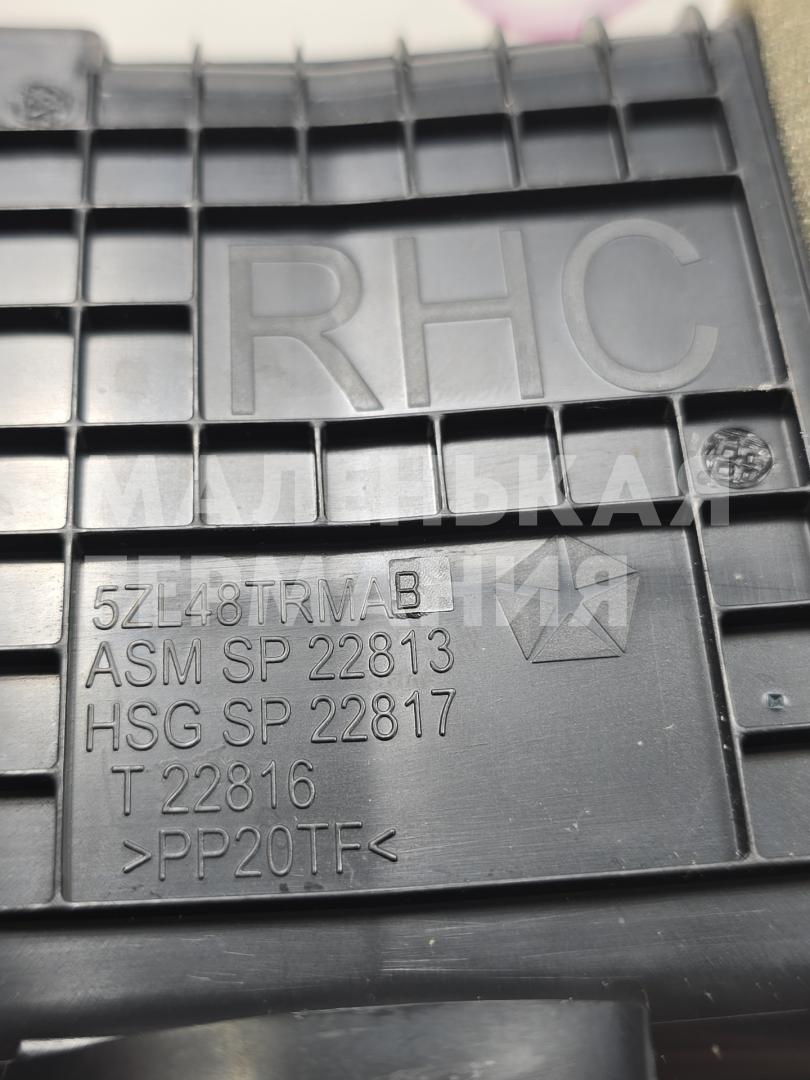 RHC
МАЛЕНЬКАЯ
ГЕРМАНИЯ
5ZL48TRMAB
ASM SP 22813
HSG SP 22817
T 22816
>PP20TF<